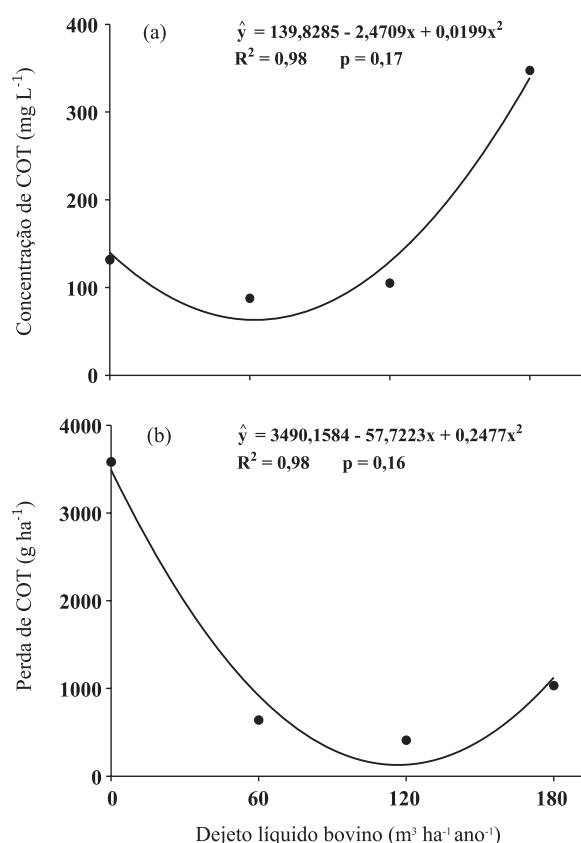 (a)
ŷ = 139,8285 - 2,4709x + 0,0199x²
R² = 0,98 p = 0,17
Concentração de COT (mg L⁻¹)
400
300
200
100
0
(b)
ŷ = 3490,1584 - 57,7223x + 0,2477x²
R² = 0,98 p = 0,16
Perda de COT (g ha⁻¹)
4000
3000
2000
1000
0
0 60 120 180
Dejeto líquido bovino (m³ ha⁻¹ ano⁻¹)